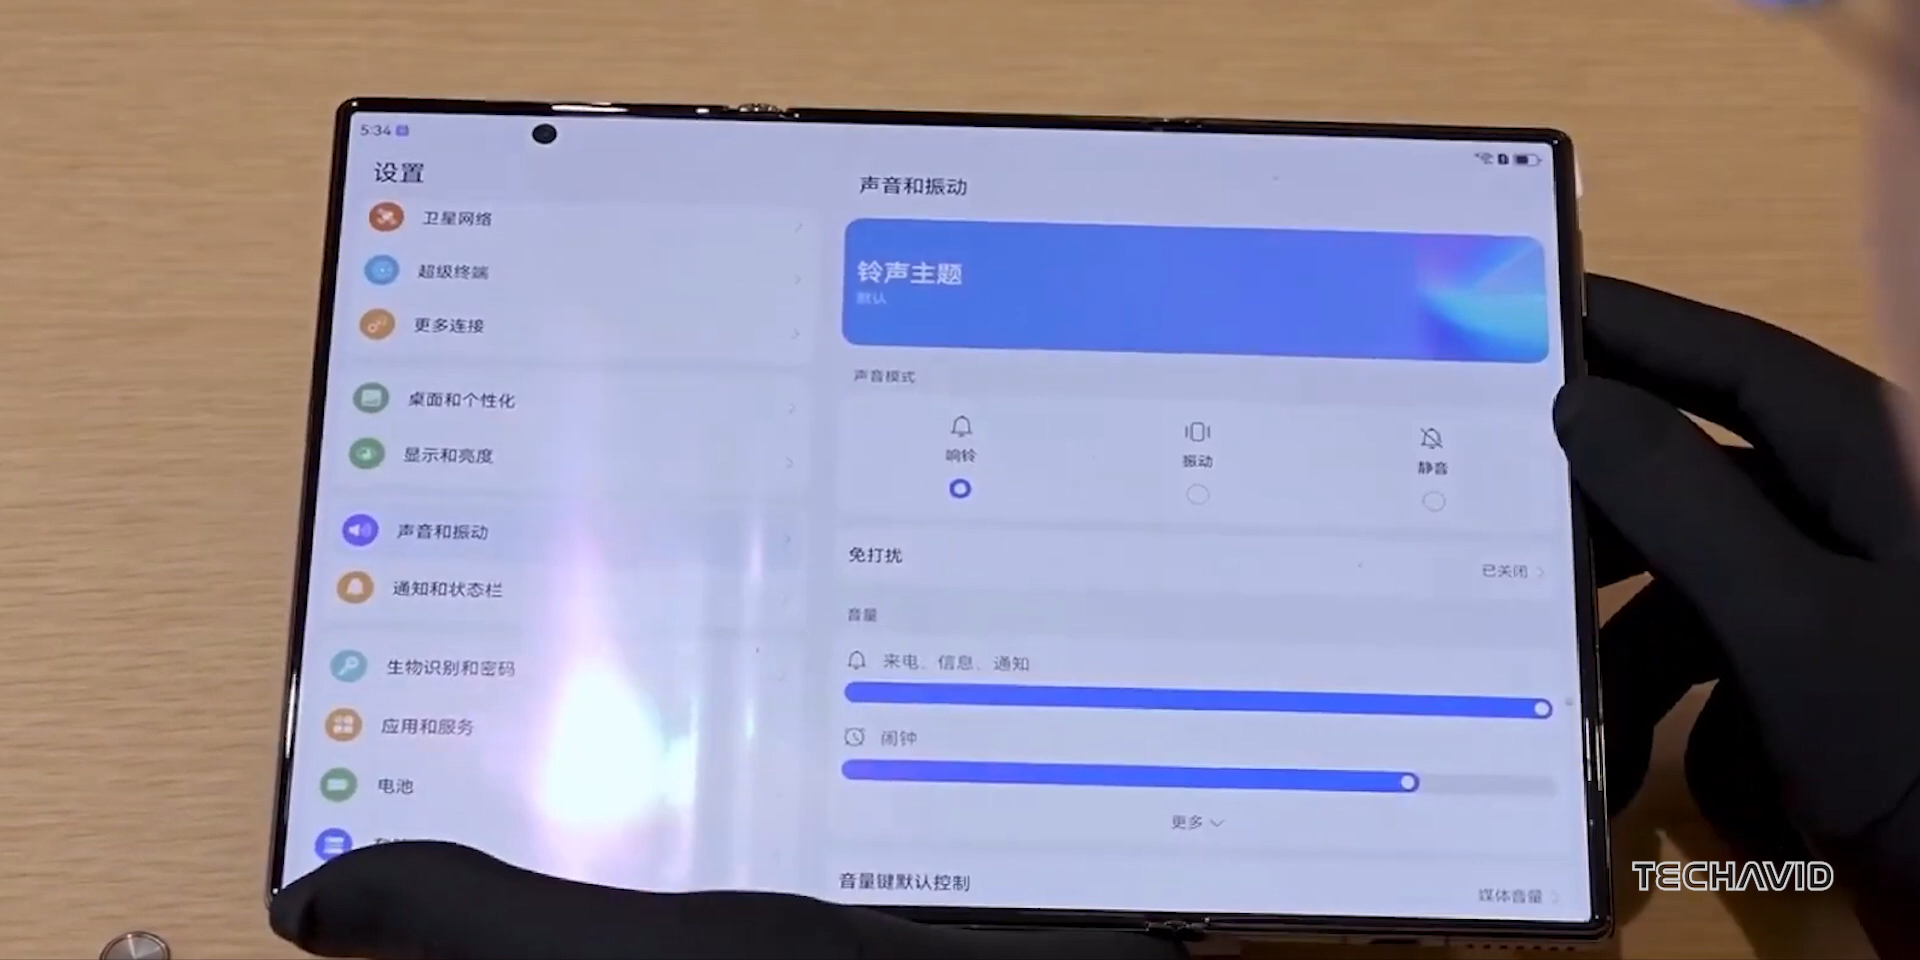 5:34
设置
卫星网络
超级终端
更多连接
桌面和个性化
显示和亮度
声音和振动
通知和状态栏
生物识别和密码
应用和服务
电池
声音和振动
铃声主题
默认
声音模式
响铃
振动
静音
免打扰
已关闭
音量
来电、信息、通知
闹钟
更多
音量键默认控制
媒体音量
TECHAVID